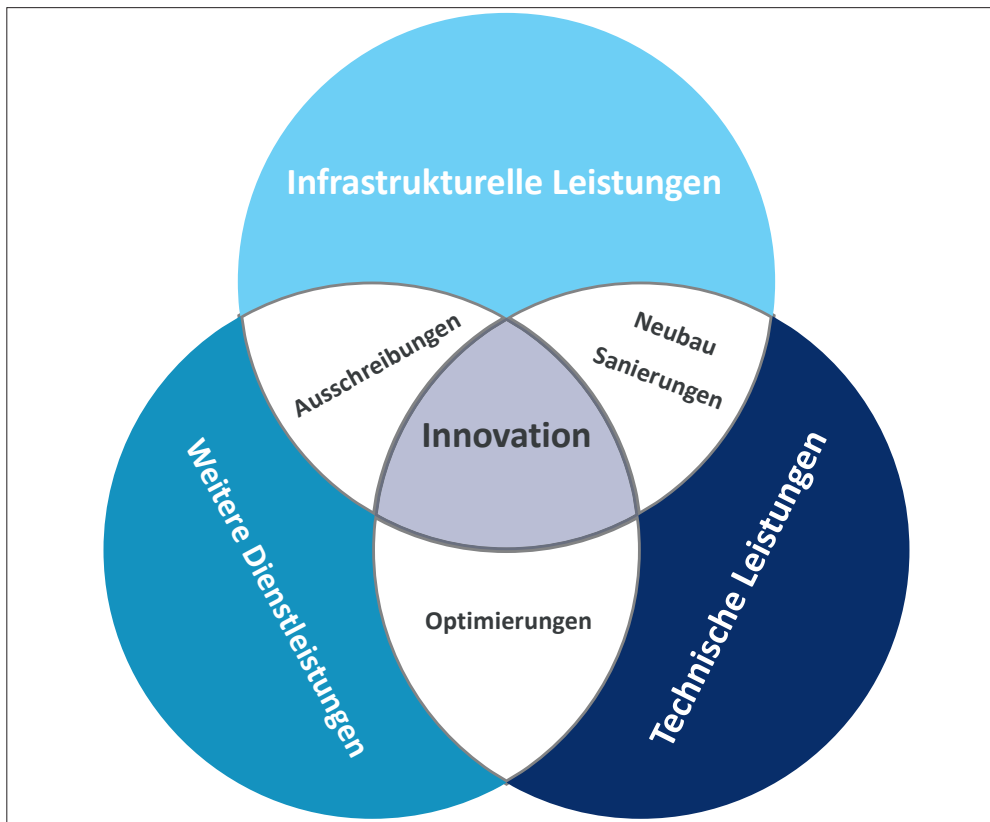 Infrastrukturelle Leistungen
Ausschreibungen
Neubau
Sanierungen
Innovation
Weitere Dienstleistungen
Technische Leistungen
Optimierungen